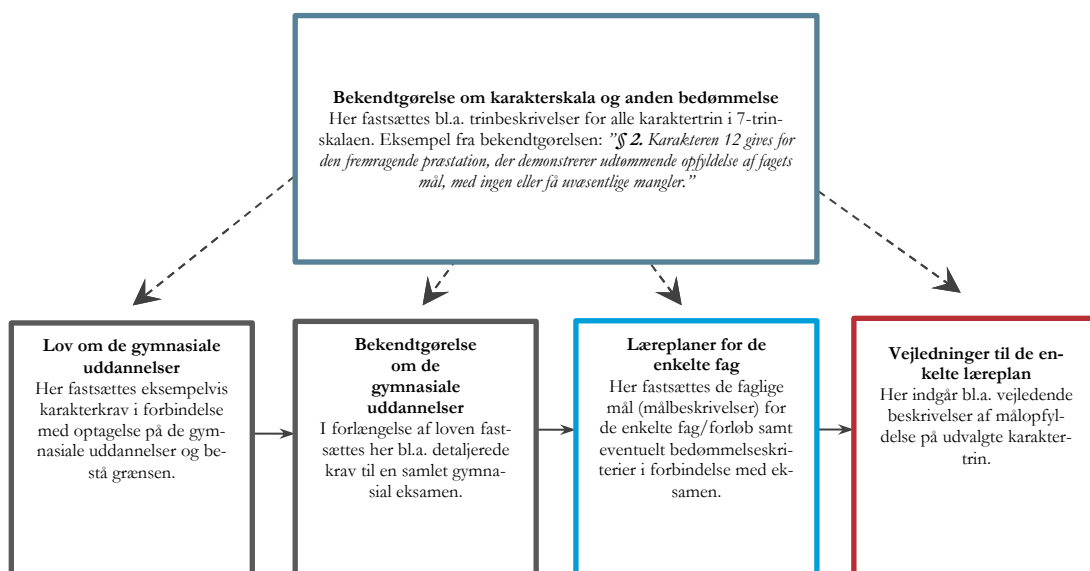 Bekendtgørelse om karakterskala og anden bedømmelse
Her fastsættes bl.a. trinbeskrivelser for alle karaktertrin i 7-trin-
skalaen. Eksempel fra bekendtgørelsen: ”§ 2. Karakteren 12 gives for
den fremragende præstation, der demonstrerer udtømmende opfyldelse af fagets
mål, med ingen eller få uvæsentlige mangler.”
Lov om de gymnasiale
uddannelser
Her fastsættes eksempelvis
karakterkrav i forbindelse
med optagelse på de gym-
nasiale uddannelser og be-
stå grænsen.
Bekendtgørelse
om de
gymnasiale
uddannelser
I forlængelse af loven fast-
sættes her bl.a. detaljerede
krav til en samlet gymna-
sial eksamen.
Læreplaner for de
enkelte fag
Her fastsættes de faglige
mål (målbeskrivelser) for
de enkelte fag/forløb samt
eventuelt bedømmelseskri-
terier i forbindelse med ek-
samen.
Vejledninger til de en-
kelte læreplan
Her indgår bl.a. vejledende
beskrivelser af målopfyl-
delse på udvalgte karakter-
trin.